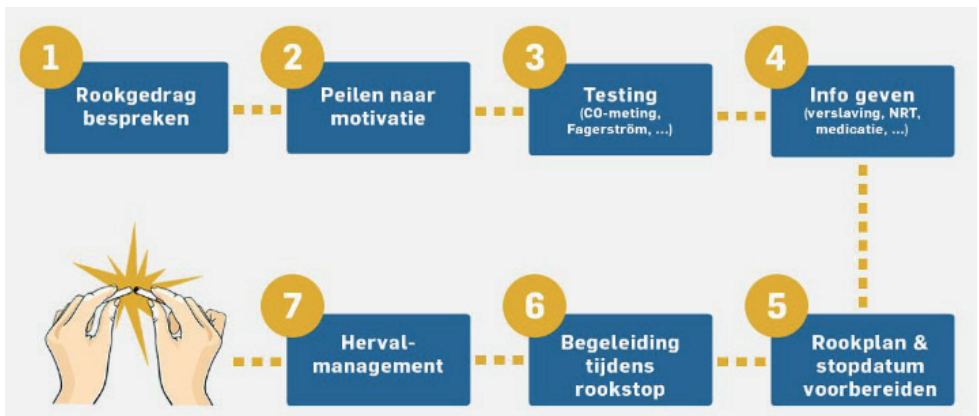 1
Rookgedrag
bespreken
2
Peilen naar
motivatie
3
Testing
(CO-meting,
Fagerström, ...)
4
Info geven
(verslaving, NRT,
medicatie, ...)
5
Rookplan &
stopdatum
voorbereiden
6
Begeleiding
tijdens
rookstop
7
Herval-
management